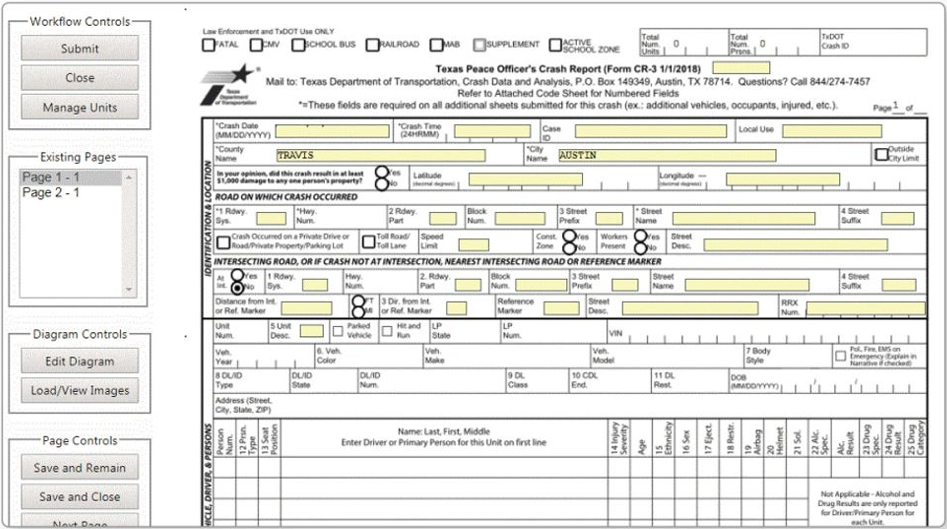 Workflow Controls
Submit
Close
Manage Units
Existing Pages
Page 1 - 1
Page 2 - 1
Diagram Controls
Edit Diagram
Load/View Images
Page Controls
Save and Remain
Save and Close
Next Page
Law Enforcement and TxDOT Use ONLY
FATAL CMV SCHOOL BUS RAILROAD MAB SUPPLEMENT ACTIVE SCHOOL ZONE
Total Num. Units 0 Total Num. Prsns. 0 TxDOT Crash ID
Texas Department of Transportation
Texas Peace Officer's Crash Report (Form CR-3 1/1/2018)
Mail to: Texas Department of Transportation, Crash Data and Analysis, P.O. Box 149349, Austin, TX 78714. Questions? Call 844/274-7457
Refer to Attached Code Sheet for Numbered Fields
*=These fields are required on all additional sheets submitted for this crash (ex.: additional vehicles, occupants, injured, etc.).
Page 1 of
IDENTIFICATION & LOCATION
*Crash Date (MM/DD/YYYY) *Crash Time (24HRMM) Case ID Local Use
*County Name TRAVIS *City Name AUSTIN Outside City Limit
In your opinion, did this crash result in at least $1,000 damage to any one person's property? Yes No Latitude (decimal degrees) Longitude (decimal degrees) —
ROAD ON WHICH CRASH OCCURRED
*1 Rdwy. Sys. *Hwy. Num. 2 Rdwy. Part Block Num. 3 Street Prefix * Street Name 4 Street Suffix
Crash Occurred on a Private Drive or Road/Private Property/Parking Lot Toll Road/ Toll Lane Speed Limit Const. Zone Yes No Workers Present Yes No Street Desc.
INTERSECTING ROAD, OR IF CRASH NOT AT INTERSECTION, NEAREST INTERSECTING ROAD OR REFERENCE MARKER
At Int. Yes No 1 Rdwy. Sys. Hwy. Num. 2. Rdwy. Part Block Num. 3 Street Prefix Street Name 4 Street Suffix
Distance from Int. or Ref. Marker FT MI 3 Dir. from Int. or Ref. Marker Reference Marker Street Desc. RRX Num.
Unit Num. 5 Unit Desc. Parked Vehicle Hit and Run LP State LP Num. VIN
Veh. Year 6. Veh. Color Veh. Make Veh. Model 7 Body Style Pol., Fire, EMS on Emergency (Explain in Narrative if checked)
8 DL/ID Type DL/ID State DL/ID Num. 9 DL Class 10 CDL End. 11 DL Rest. DOB (MM/DD/YYYY) / /
Address (Street, City, State, ZIP)
HICLE, DRIVER, & PERSONS
Person Num. 12 Prsn. Type 13 Seat Position
Name: Last, First, Middle
Enter Driver or Primary Person for this Unit on first line
14 Injury Severity Age 15 Ethnicity 16 Sex 17 Eject. 18 Restr. 19 Airbag 20 Helmet 21 Sol. 22 Alc. Spec. Alc. Result 23 Drug Spec. 24 Drug Result 25 Drug Category
Not Applicable - Alcohol and
Drug Results are only reported
for Driver/Primary Person for
each Unit.